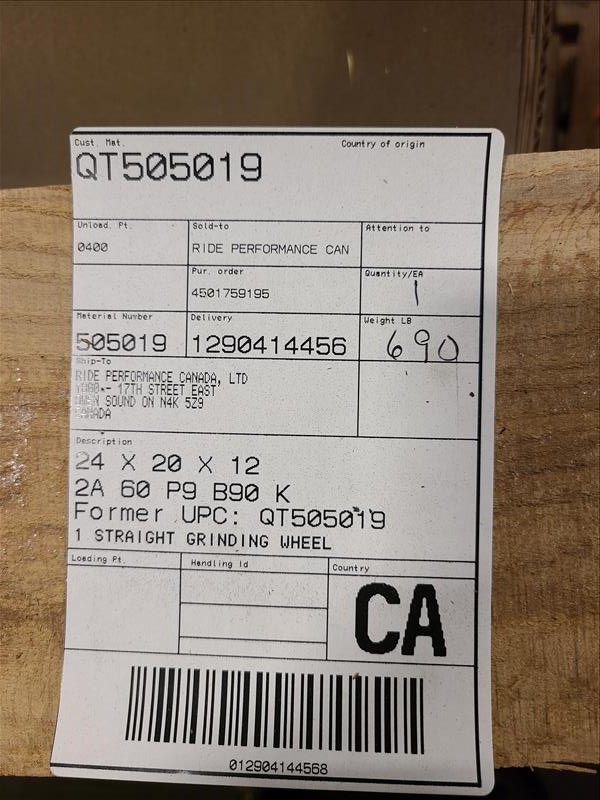 Cust. Mat.
Country of origin
QT505019
Unload. Pt.
Sold-to
Attention to
0400
RIDE PERFORMANCE CAN
Pur. order
Quantity/EA
4501759195
1
Material Number
Delivery
Weight LB
505019
1290414456
690
Ship-To
RIDE PERFORMANCE CANADA, LTD
17TH STREET EAST
SOUND ON N4K 5Z9
CANADA
Description
24 X 20 X 12
2A 60 P9 B90 K
Former UPC: QT505019
1 STRAIGHT GRINDING WHEEL
Loading Pt.
Handling Id
Country
CA
012904144568